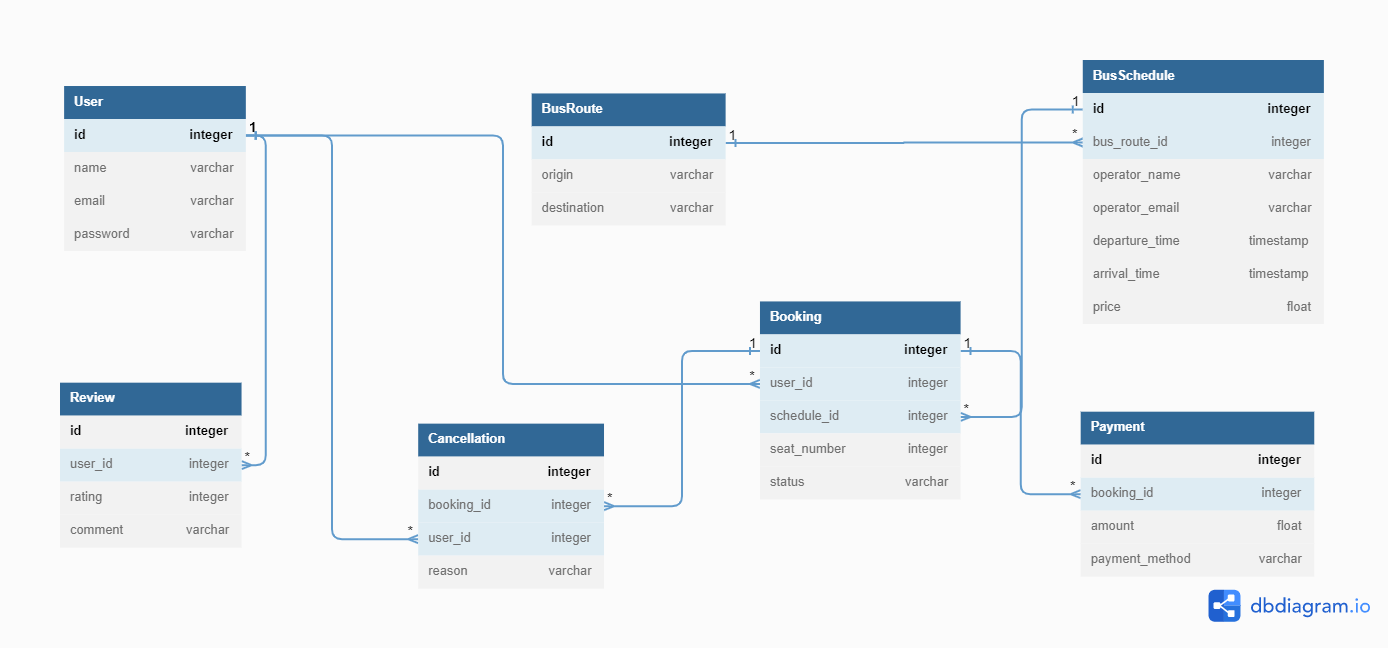 User
id integer
name varchar
email varchar
password varchar
1
BusRoute
id integer
origin varchar
destination varchar
1
BusSchedule
1
id integer
*
bus_route_id integer
operator_name varchar
operator_email varchar
departure_time timestamp
arrival_time timestamp
price float
Booking
1
id integer
1
*
user_id integer
schedule_id integer
*
seat_number integer
status varchar
Review
id integer
user_id integer
*
rating integer
comment varchar
Cancellation
id integer
booking_id integer
*
*
user_id integer
reason varchar
Payment
id integer
*
booking_id integer
amount float
payment_method varchar
dbdiagram.io